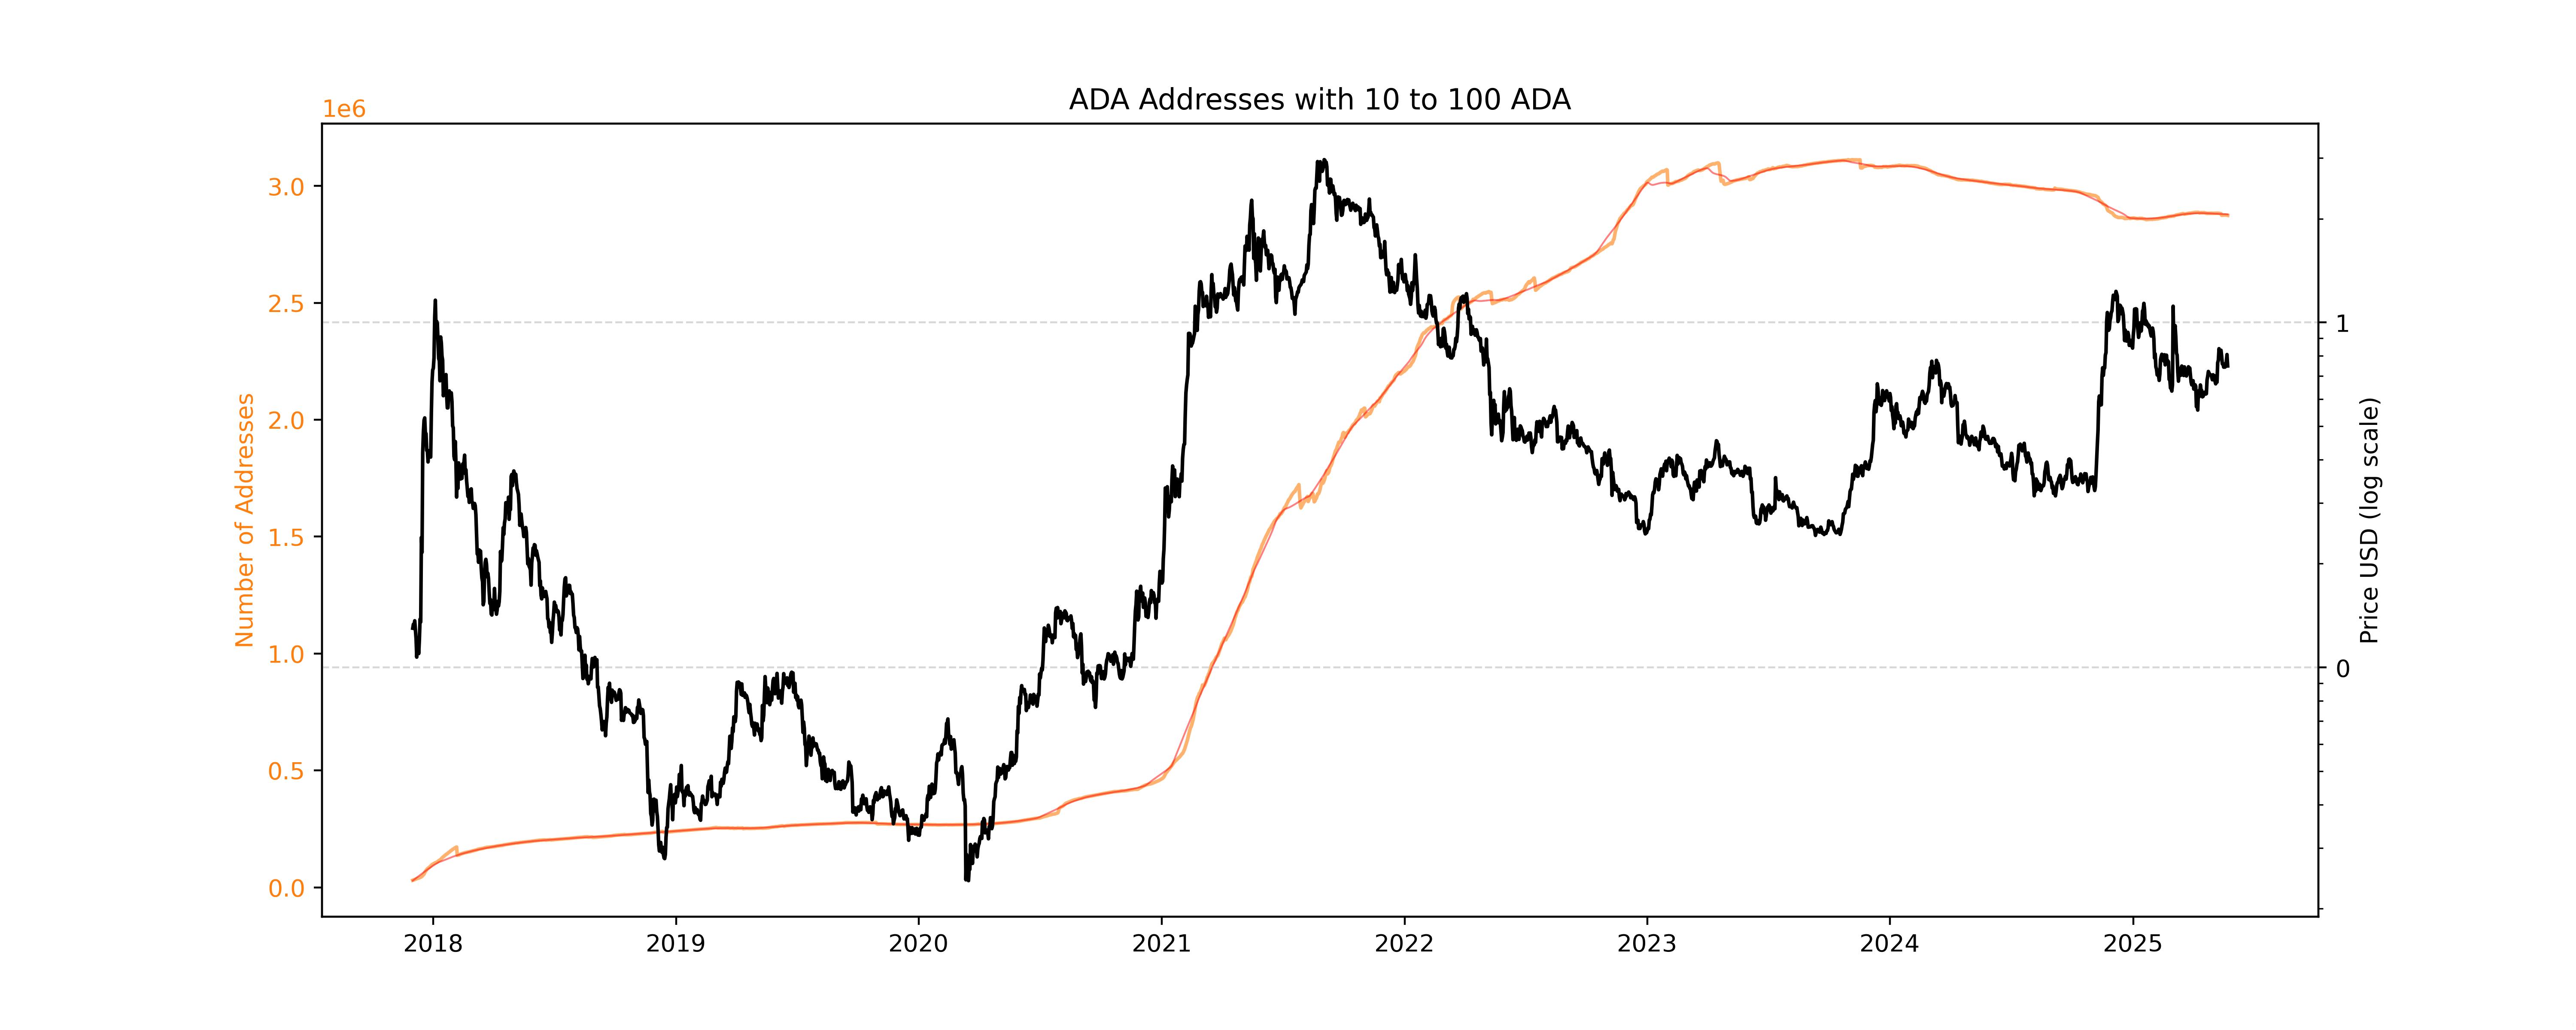 ADA Addresses with 10 to 100 ADA
1e6
3.0
2.5
2.0
1.5
1.0
0.5
0.0
Number of Addresses
1
0
Price USD (log scale)
2018 2019 2020 2021 2022 2023 2024 2025